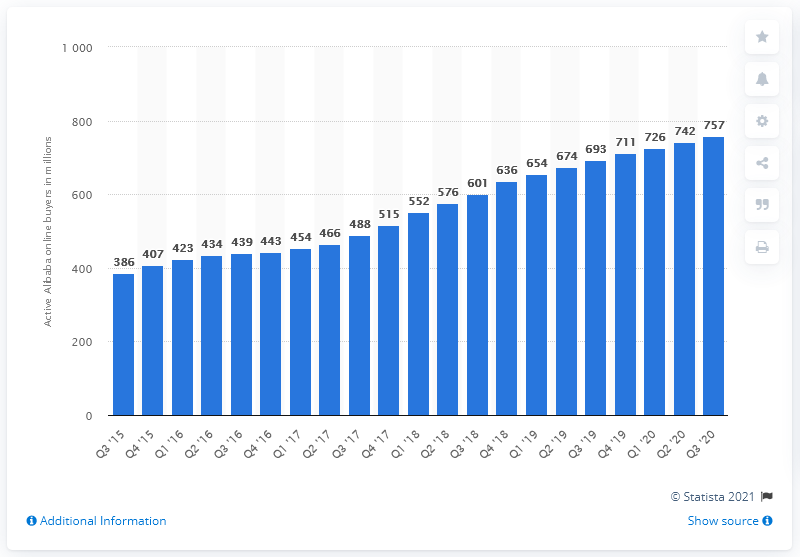 1 000
800
600
400
200
0
Active Alibaba online buyers in millions
386 407 423 434 439 443 454 466 488 515 552 576 601 636 654 674 693 711 726 742 757
Q3 '15 Q4 '15 Q1 '16 Q2 '16 Q3 '16 Q4 '16 Q1 '17 Q2 '17 Q3 '17 Q4 '17 Q1 '18 Q2 '18 Q3 '18 Q4 '18 Q1 '19 Q2 '19 Q3 '19 Q4 '19 Q1 '20 Q2 '20 Q3 '20
© Statista 2021
Additional Information
Show source